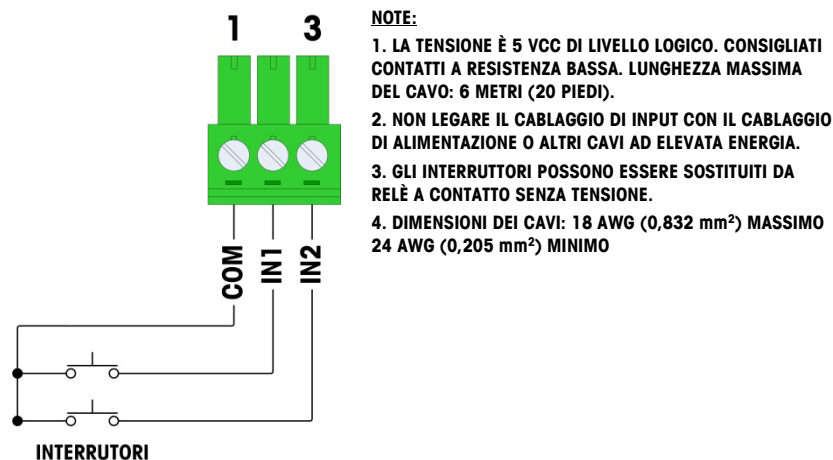 1 3
COM
IN1
IN2
INTERRUTORI
NOTE:
1. LA TENSIONE È 5 VCC DI LIVELLO LOGICO. CONSIGLIATI
CONTATTI A RESISTENZA BASSA. LUNGHEZZA MASSIMA
DEL CAVO: 6 METRI (20 PIEDI).
2. NON LEGARE IL CABLAGGIO DI INPUT CON IL CABLAGGIO
DI ALIMENTAZIONE O ALTRI CAVI AD ELEVATA ENERGIA.
3. GLI INTERRUTTORI POSSONO ESSERE SOSTITUITI DA
RELÈ A CONTATTO SENZA TENSIONE.
4. DIMENSIONI DEI CAVI: 18 AWG (0,832 mm²) MASSIMO
24 AWG (0,205 mm²) MINIMO